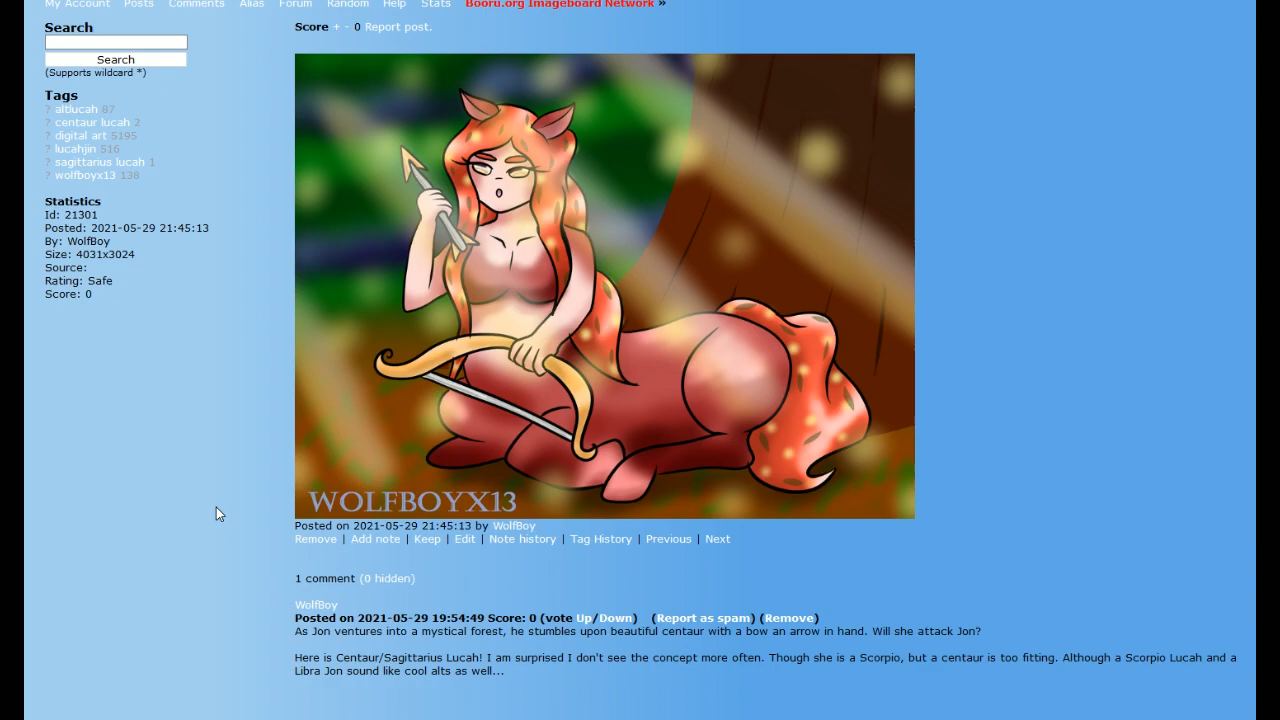 My Account Posts Comments Alias Forum Random Help Stats Booru.org Imageboard Network »
Search
Score + - 0 Report post.
Search
(Supports wildcard *)
Tags
? altlucah 87
? centaur lucah 2
? digital art 5195
? lucahjin 516
? sagittarius lucah 1
? wolfboyx13 138
Statistics
Id: 21301
Posted: 2021-05-29 21:45:13
By: WolfBoy
Size: 4031x3024
Source:
Rating: Safe
Score: 0
WOLFBOYX13
Posted on 2021-05-29 21:45:13 by WolfBoy
Remove | Add note | Keep | Edit | Note history | Tag History | Previous | Next
1 comment (0 hidden)
WolfBoy
Posted on 2021-05-29 19:54:49 Score: 0 (vote Up/Down) (Report as spam) (Remove)
As Jon ventures into a mystical forest, he stumbles upon beautiful centaur with a bow an arrow in hand. Will she attack Jon?
Here is Centaur/Sagittarius Lucah! I am surprised I don't see the concept more often. Though she is a Scorpio, but a centaur is too fitting. Although a Scorpio Lucah and a
Libra Jon sound like cool alts as well...